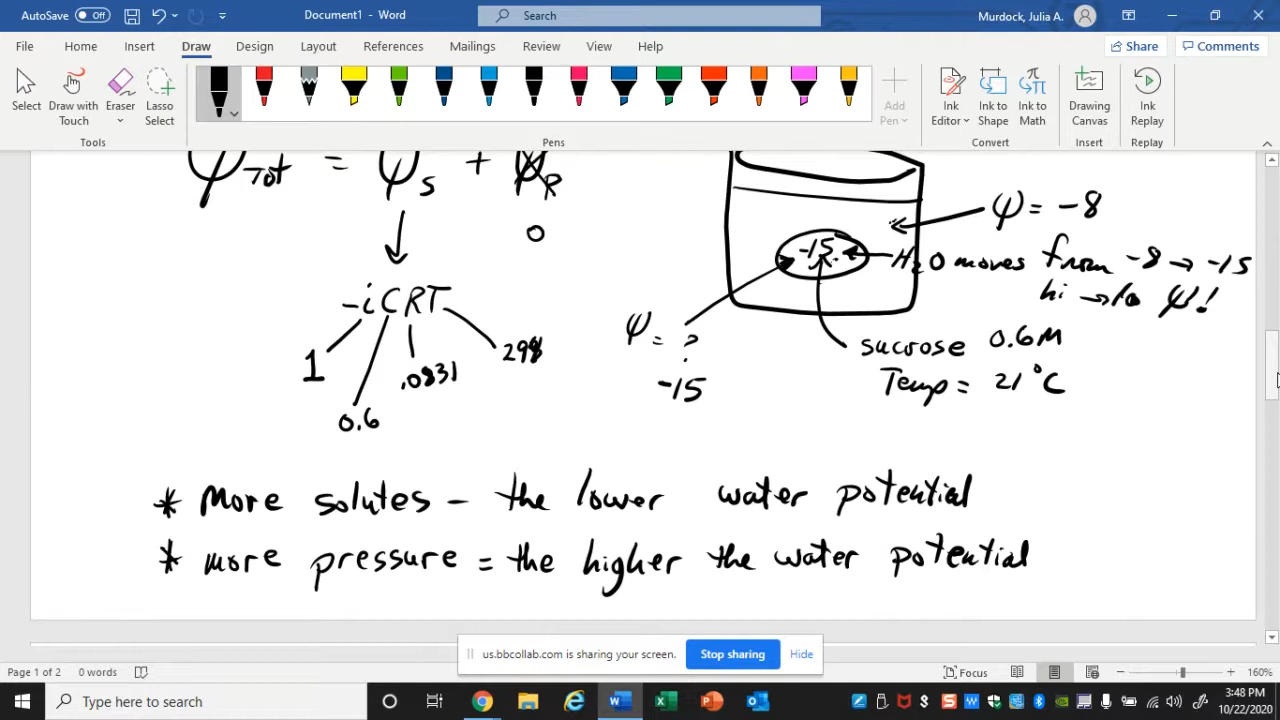 AutoSave Off Document1 - Word Search Murdock, Julia A.
File Home Insert Draw Design Layout References Mailings Review View Help Share Comments
Select Draw with Touch Eraser Lasso Select Add Pen Ink Editor Ink to Shape Ink to Math Drawing Canvas Ink Replay
Tools Pens Convert Insert Replay
ψTot = ψS + ψP
0
ψ = -8
-15
H2O moves from -8 → -15
hi → lo ψ!
-iCRT
1
0.6
.0831
298
ψ = ?
-15
sucrose 0.6M
Temp = 21°C
* More solutes - the lower water potential
* more pressure = the higher the water potential
us.bbcollab.com is sharing your screen. Stop sharing Hide
Page 1 of 2 0 words Focus 160%
Type here to search
3:48 PM
10/22/2020